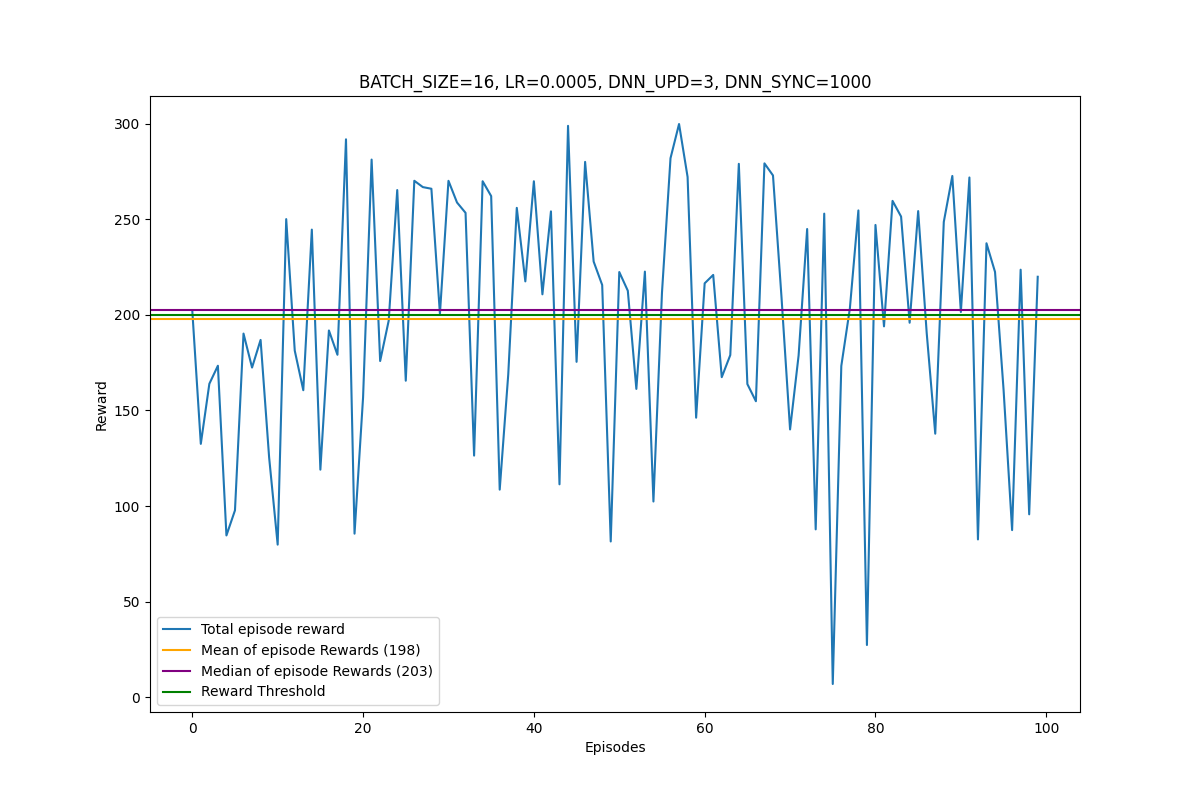 BATCH_SIZE=16, LR=0.0005, DNN_UPD=3, DNN_SYNC=1000
300
250
200
150
100
50
0
Reward
Total episode reward
Mean of episode Rewards (198)
Median of episode Rewards (203)
Reward Threshold
0 20 40 60 80 100
Episodes